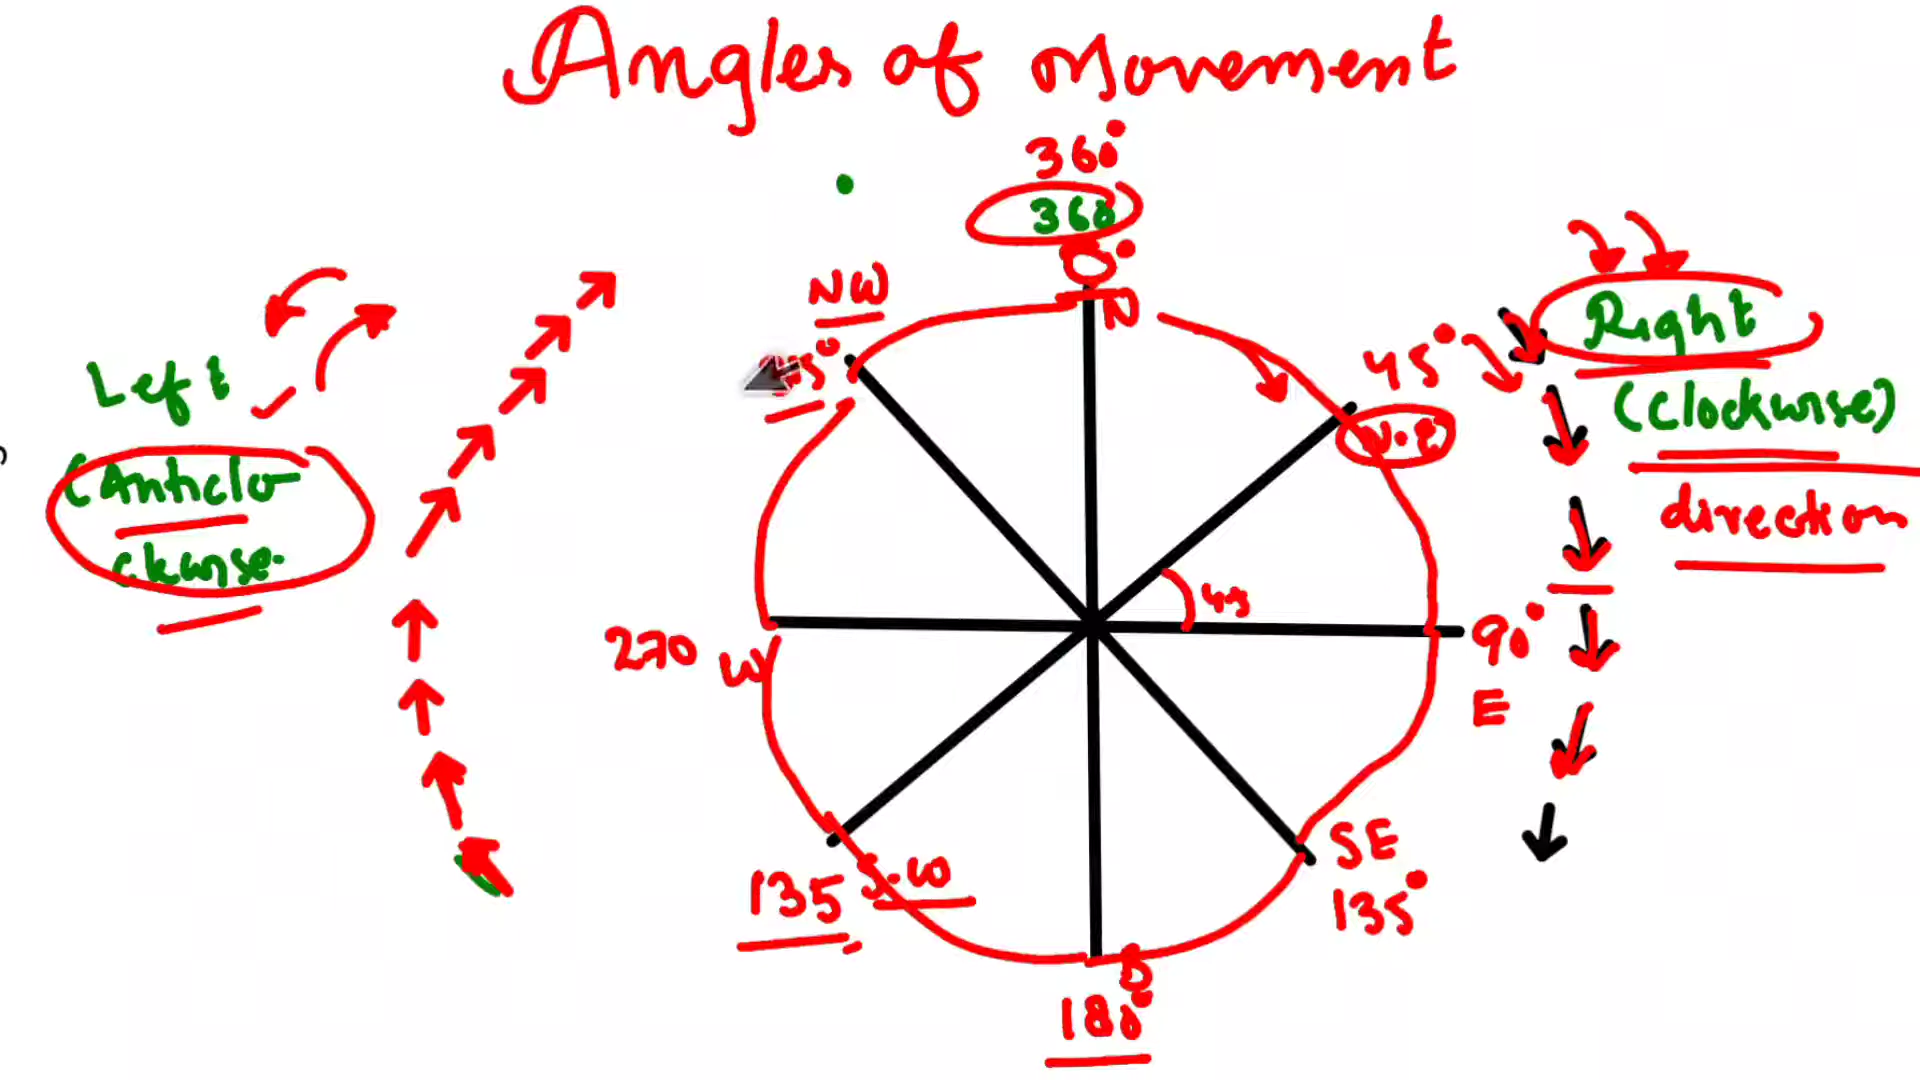 Angles of Movement
360°
360
0°
N
NW
45°
N.E
45
90°
E
SE
135°
S
180°
S.W
135
270
W
Left
(Anticlo-
ckwise.
Right
(Clockwise)
direction